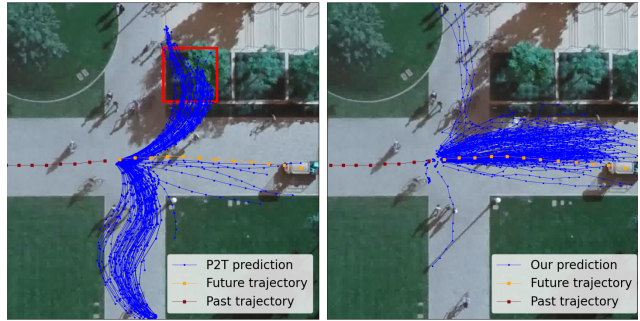 P2T prediction
Future trajectory
Past trajectory
Our prediction
Future trajectory
Past trajectory